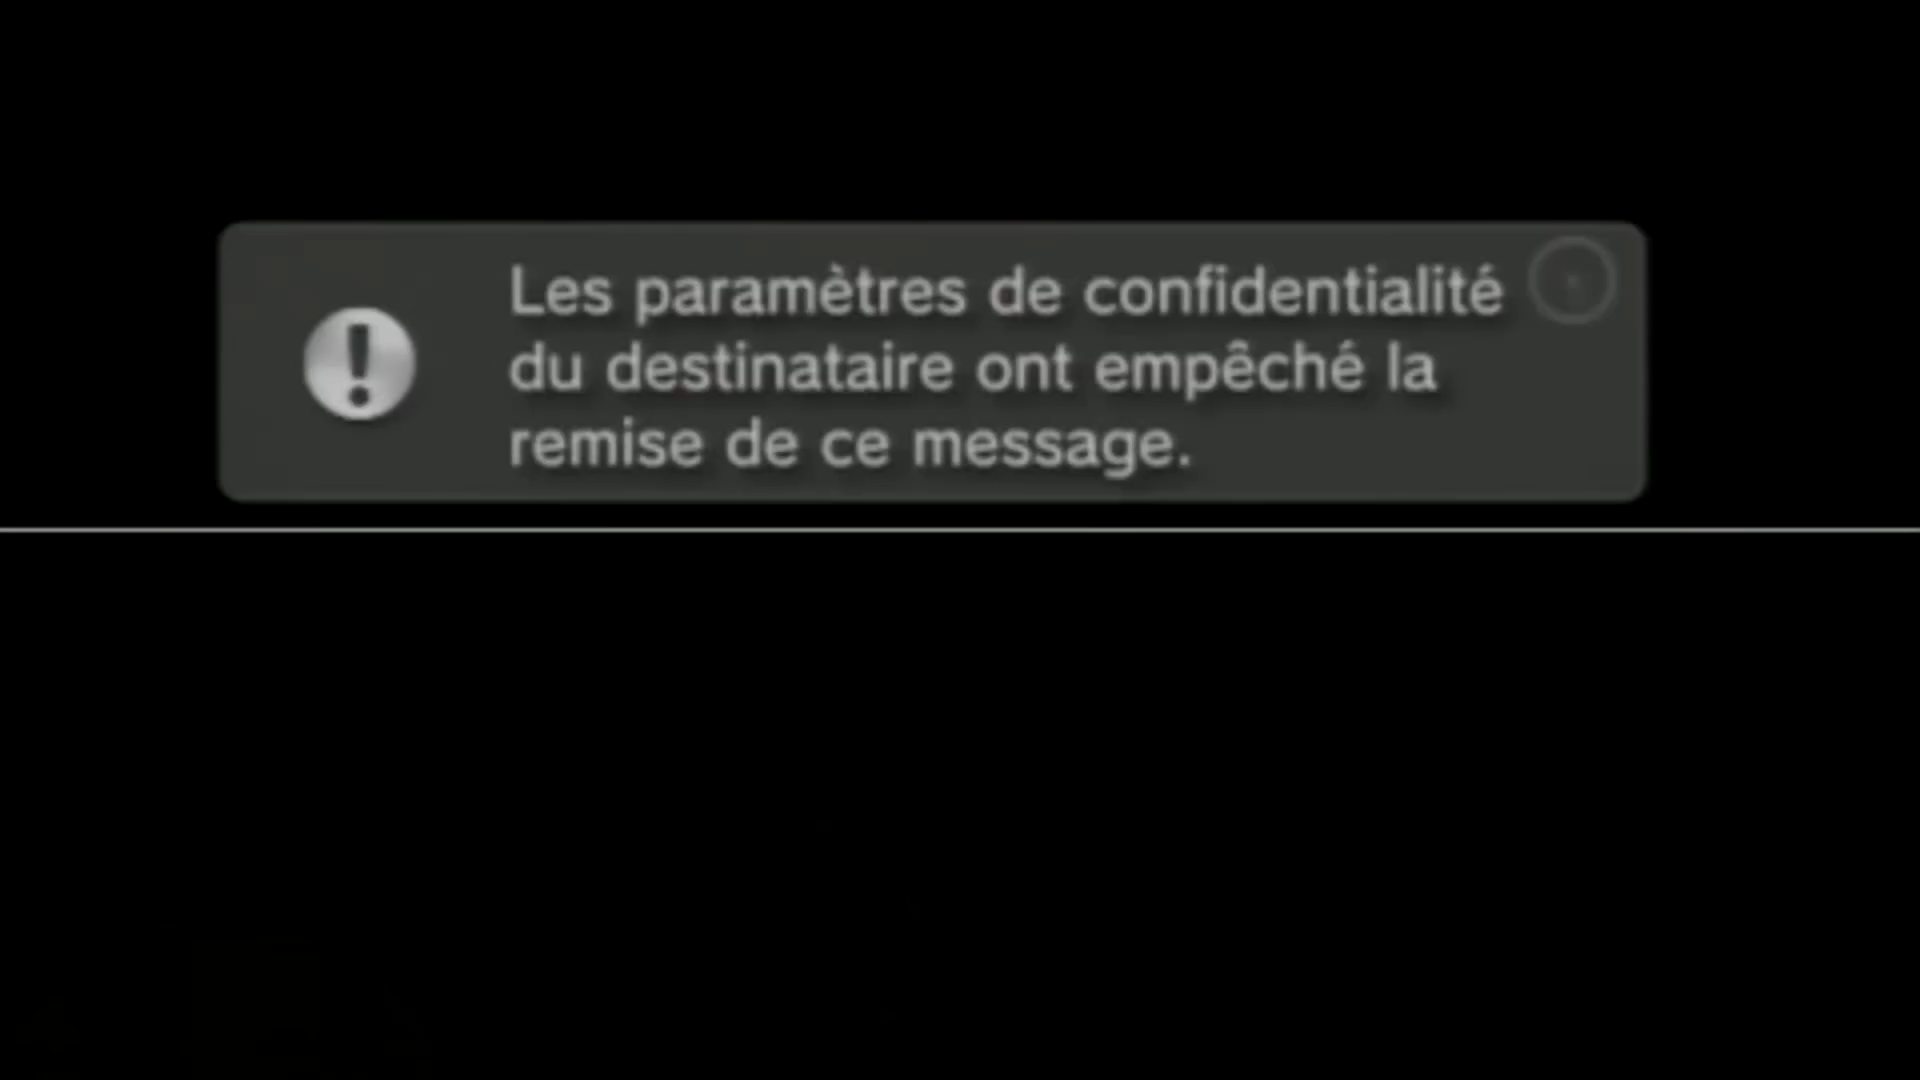 Les paramètres de confidentialité
du destinataire ont empêché la
remise de ce message.